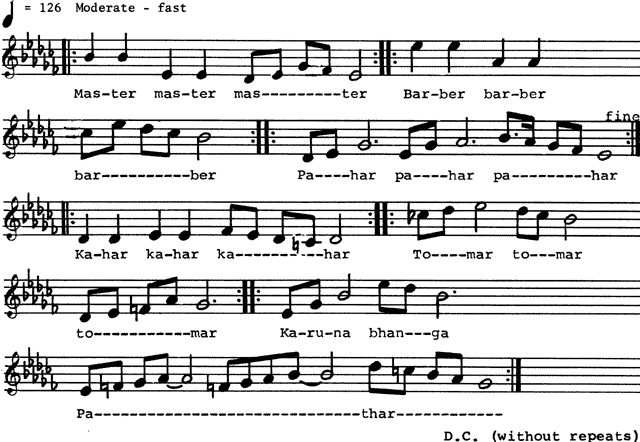 = 126 Moderate - fast
Mas-ter mas-ter mas----------ter Bar-ber bar-ber
fine
bar-----------ber Pa----har pa----har pa---------har
Ka-har ka-har ka-----------har To----mar to---mar
to-----------mar Ka-ru-na bhan---ga
Pa---------------------------thar-------------
D.C. (without repeats)